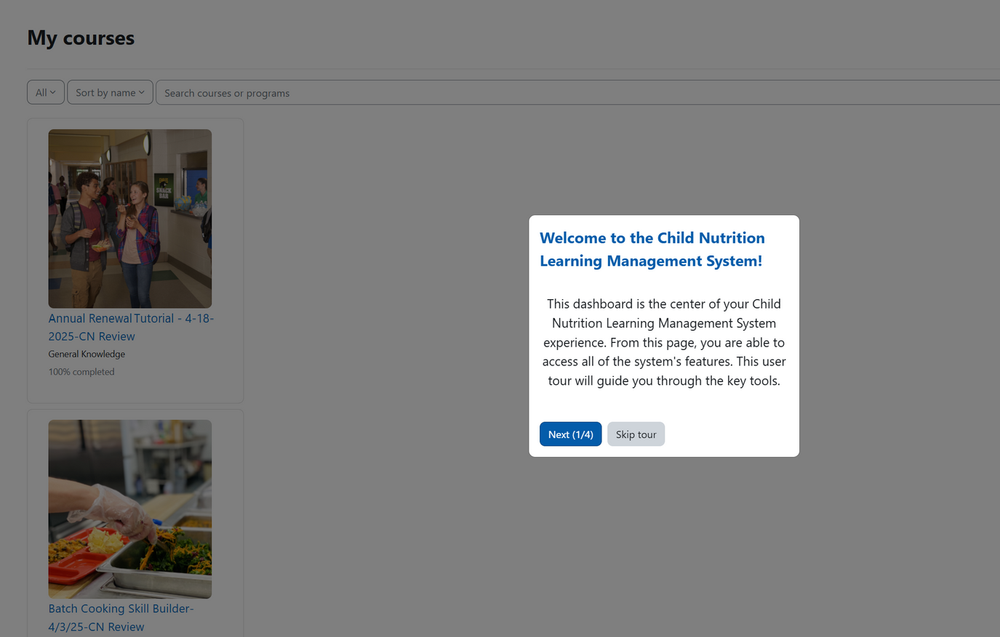 My courses
All
Sort by name
Search courses or programs
SNACK
BAR
Annual Renewal Tutorial - 4-18-
2025-CN Review
General Knowledge
100% completed
Batch Cooking Skill Builder-
4/3/25-CN Review
Welcome to the Child Nutrition
Learning Management System!
This dashboard is the center of your Child
Nutrition Learning Management System
experience. From this page, you are able to
access all of the system's features. This user
tour will guide you through the key tools.
Next (1/4)
Skip tour